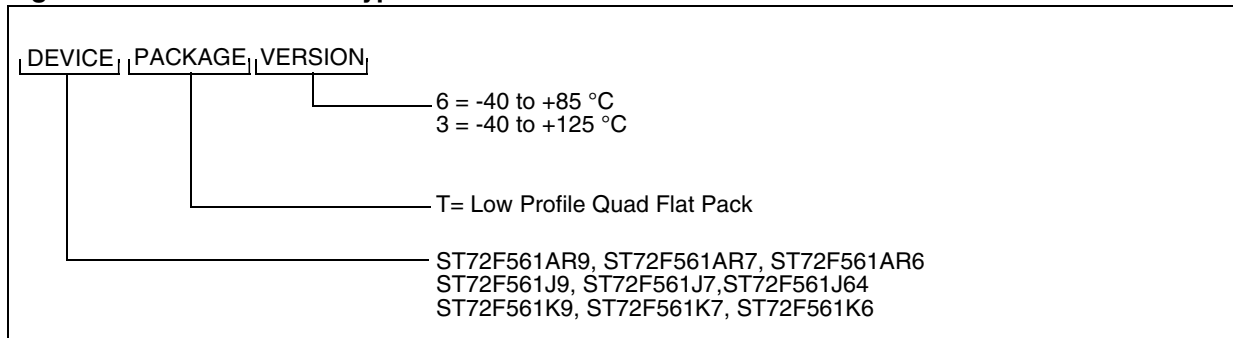 DEVICE PACKAGE VERSION
6 = -40 to +85 °C
3 = -40 to +125 °C
T= Low Profile Quad Flat Pack
ST72F561AR9, ST72F561AR7, ST72F561AR6
ST72F561J9, ST72F561J7,ST72F561J64
ST72F561K9, ST72F561K7, ST72F561K6